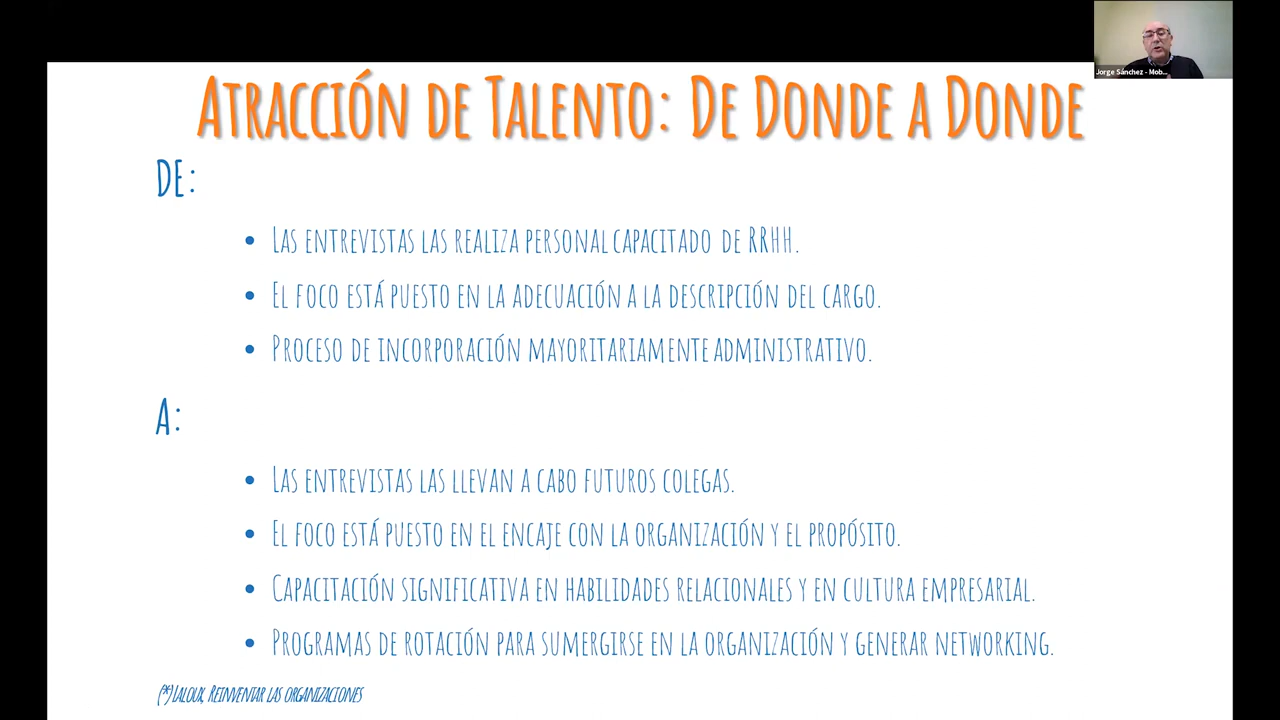 Jorge Sánchez - Mob...
Atracción de Talento: De Donde a Donde
DE:
• Las entrevistas las realiza personal capacitado de RRHH.
• El foco está puesto en la adecuación a la descripción del cargo.
• Proceso de incorporación mayoritariamente administrativo.
A:
• Las entrevistas las llevan a cabo futuros colegas.
• El foco está puesto en el encaje con la organización y el propósito.
• Capacitación significativa en habilidades relacionales y en cultura empresarial.
• Programas de rotación para sumergirse en la organización y generar networking.
(*) Laloux, Reinventar las organizaciones